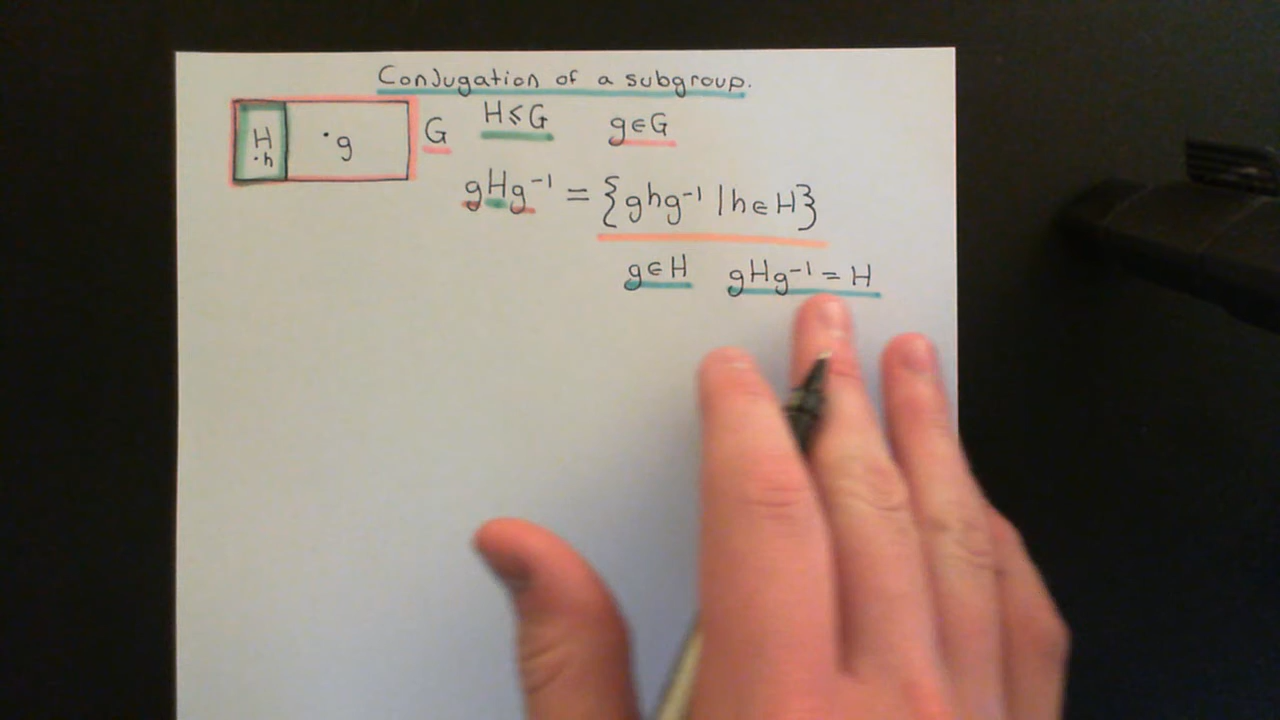 Conjugation of a subgroup.
H ≤ G g ∈ G
H
·h
·g
G
gHg⁻¹ = {ghg⁻¹ | h ∈ H}
g ∈ H gHg⁻¹ = H